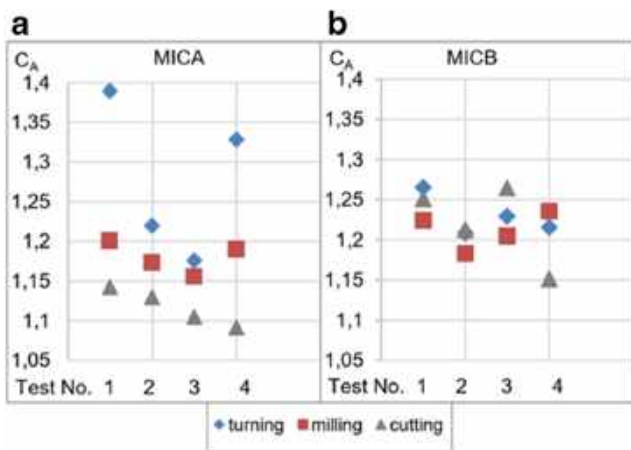 a
MICA
C_A
1,4
1,35
1,3
1,25
1,2
1,15
1,1
1,05
Test No. 1 2 3 4
b
MICB
C_A
1,4
1,35
1,3
1,25
1,2
1,15
1,1
1,05
Test No. 1 2 3 4
turning milling cutting